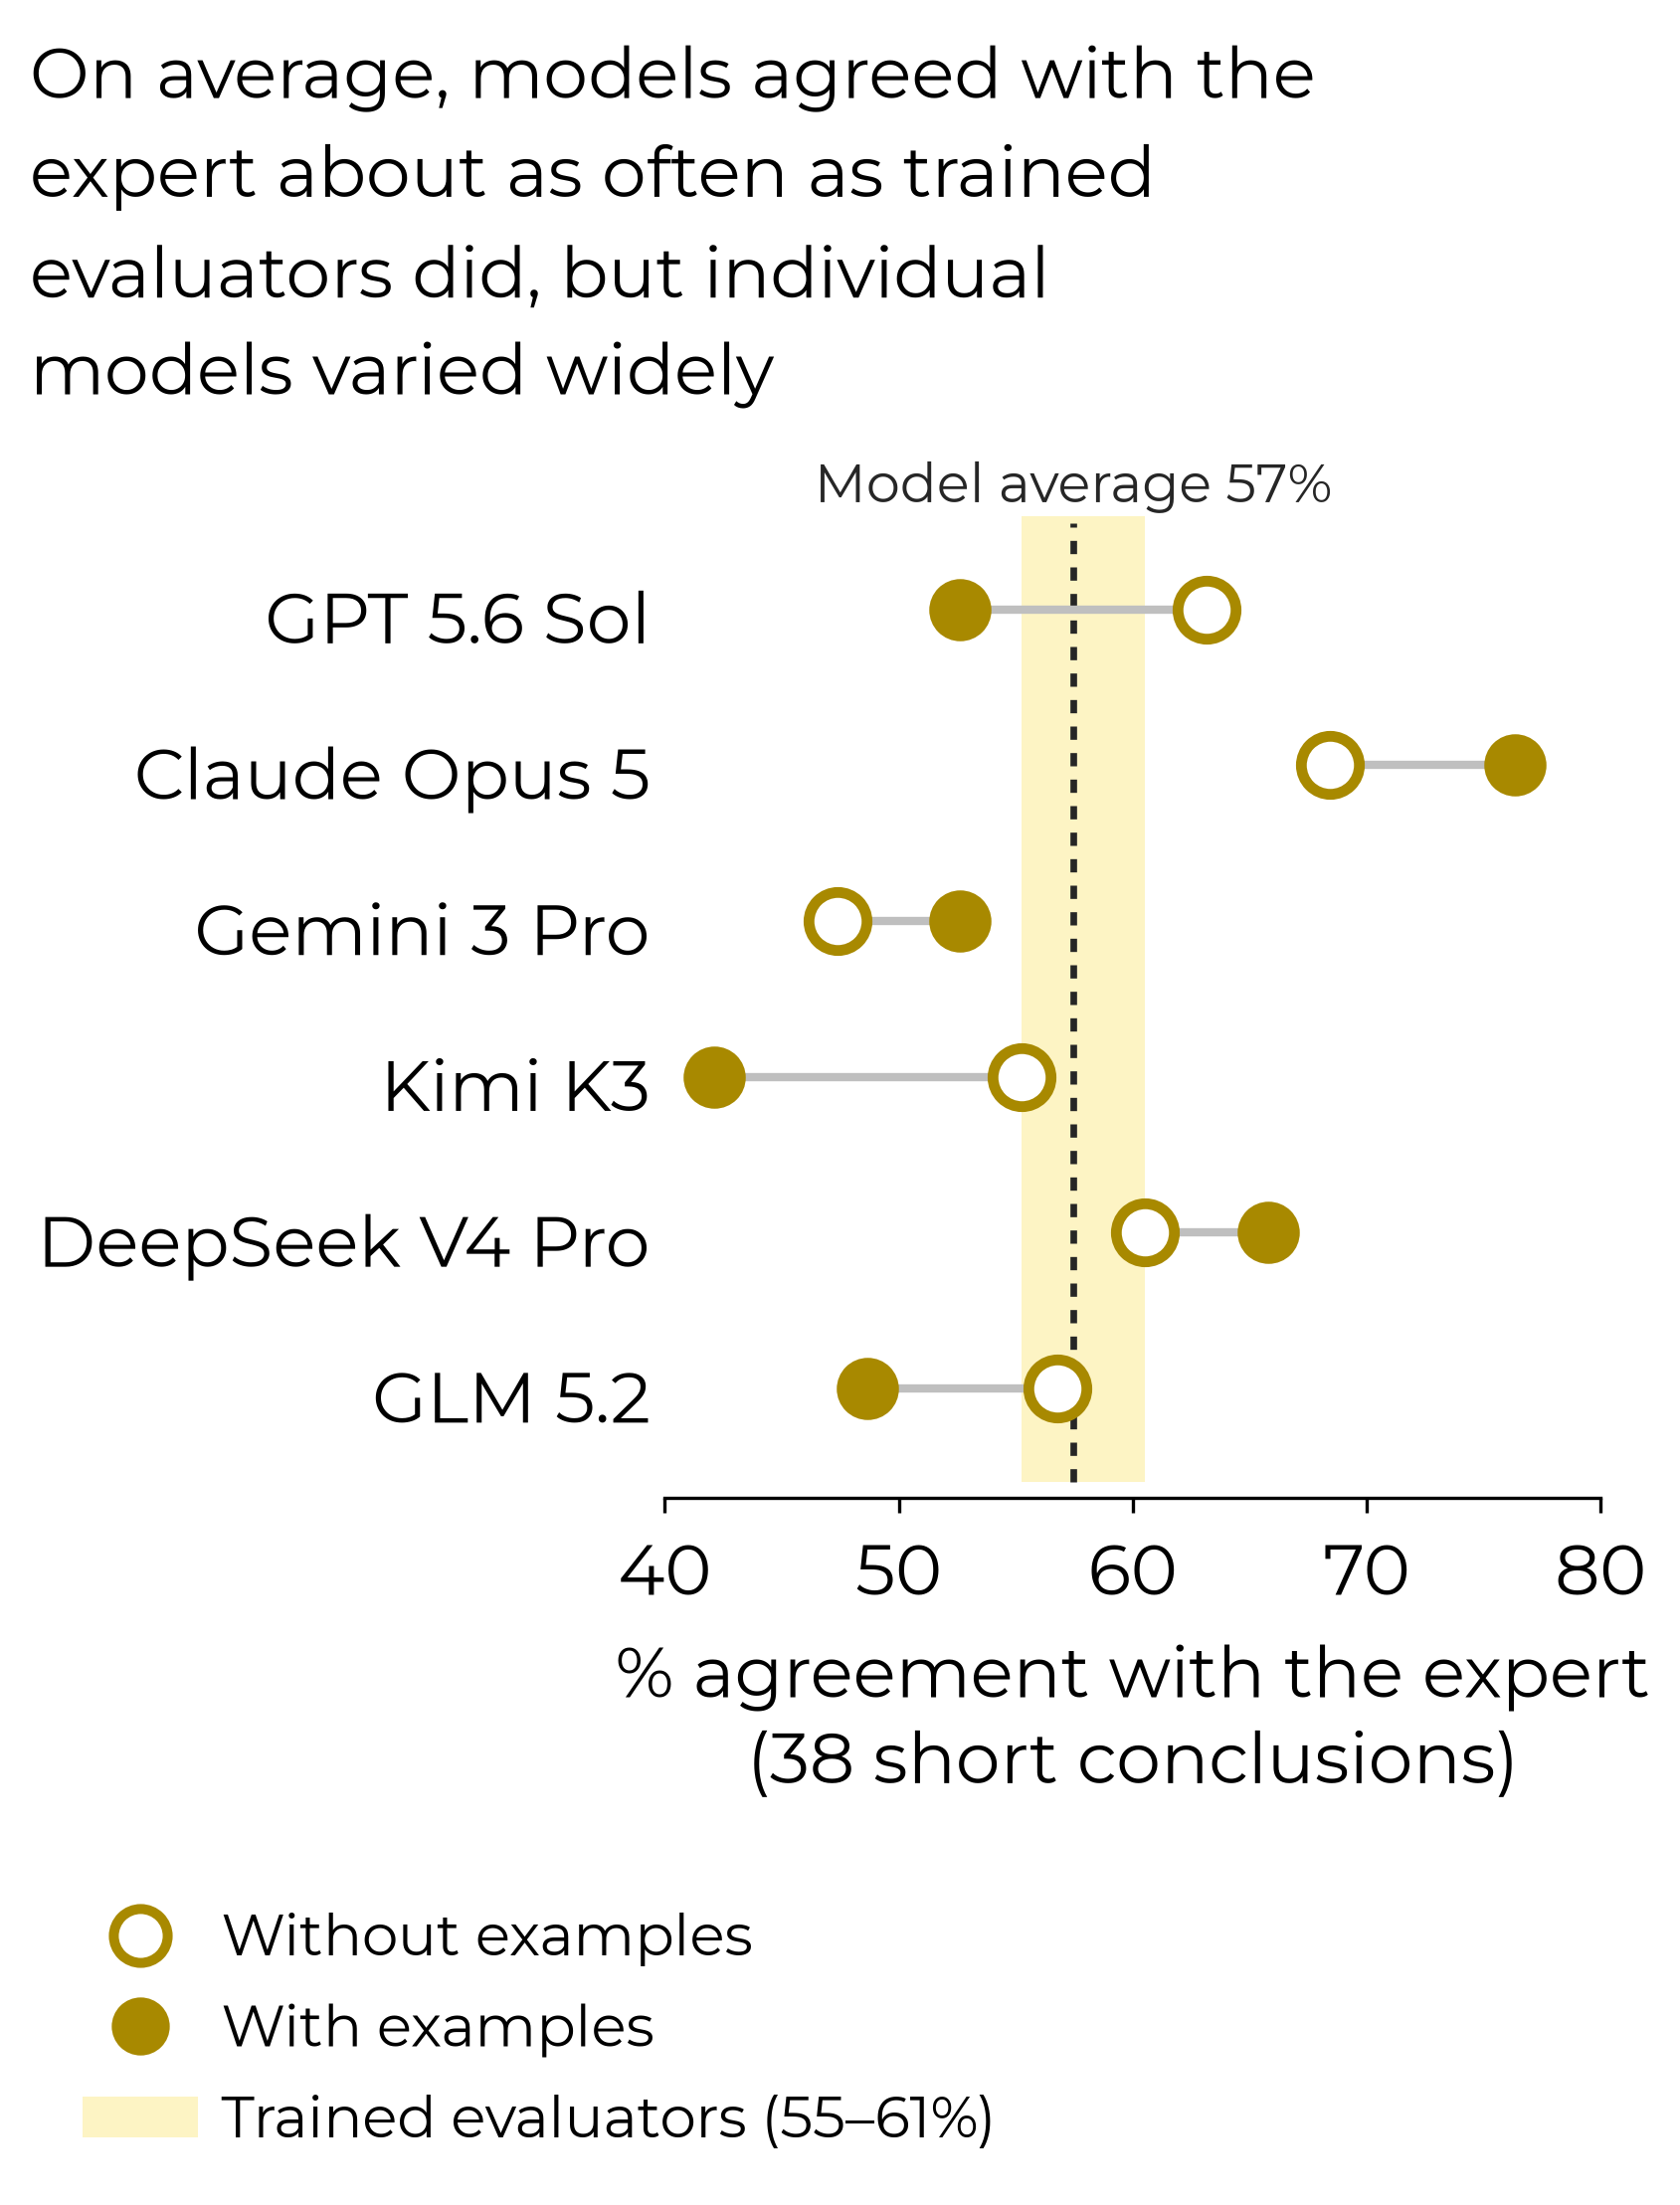 On average, models agreed with the
expert about as often as trained
evaluators did, but individual
models varied widely
Model average 57%
GPT 5.6 Sol
Claude Opus 5
Gemini 3 Pro
Kimi K3
DeepSeek V4 Pro
GLM 5.2
40 50 60 70 80
% agreement with the expert
(38 short conclusions)
Without examples
With examples
Trained evaluators (55–61%)